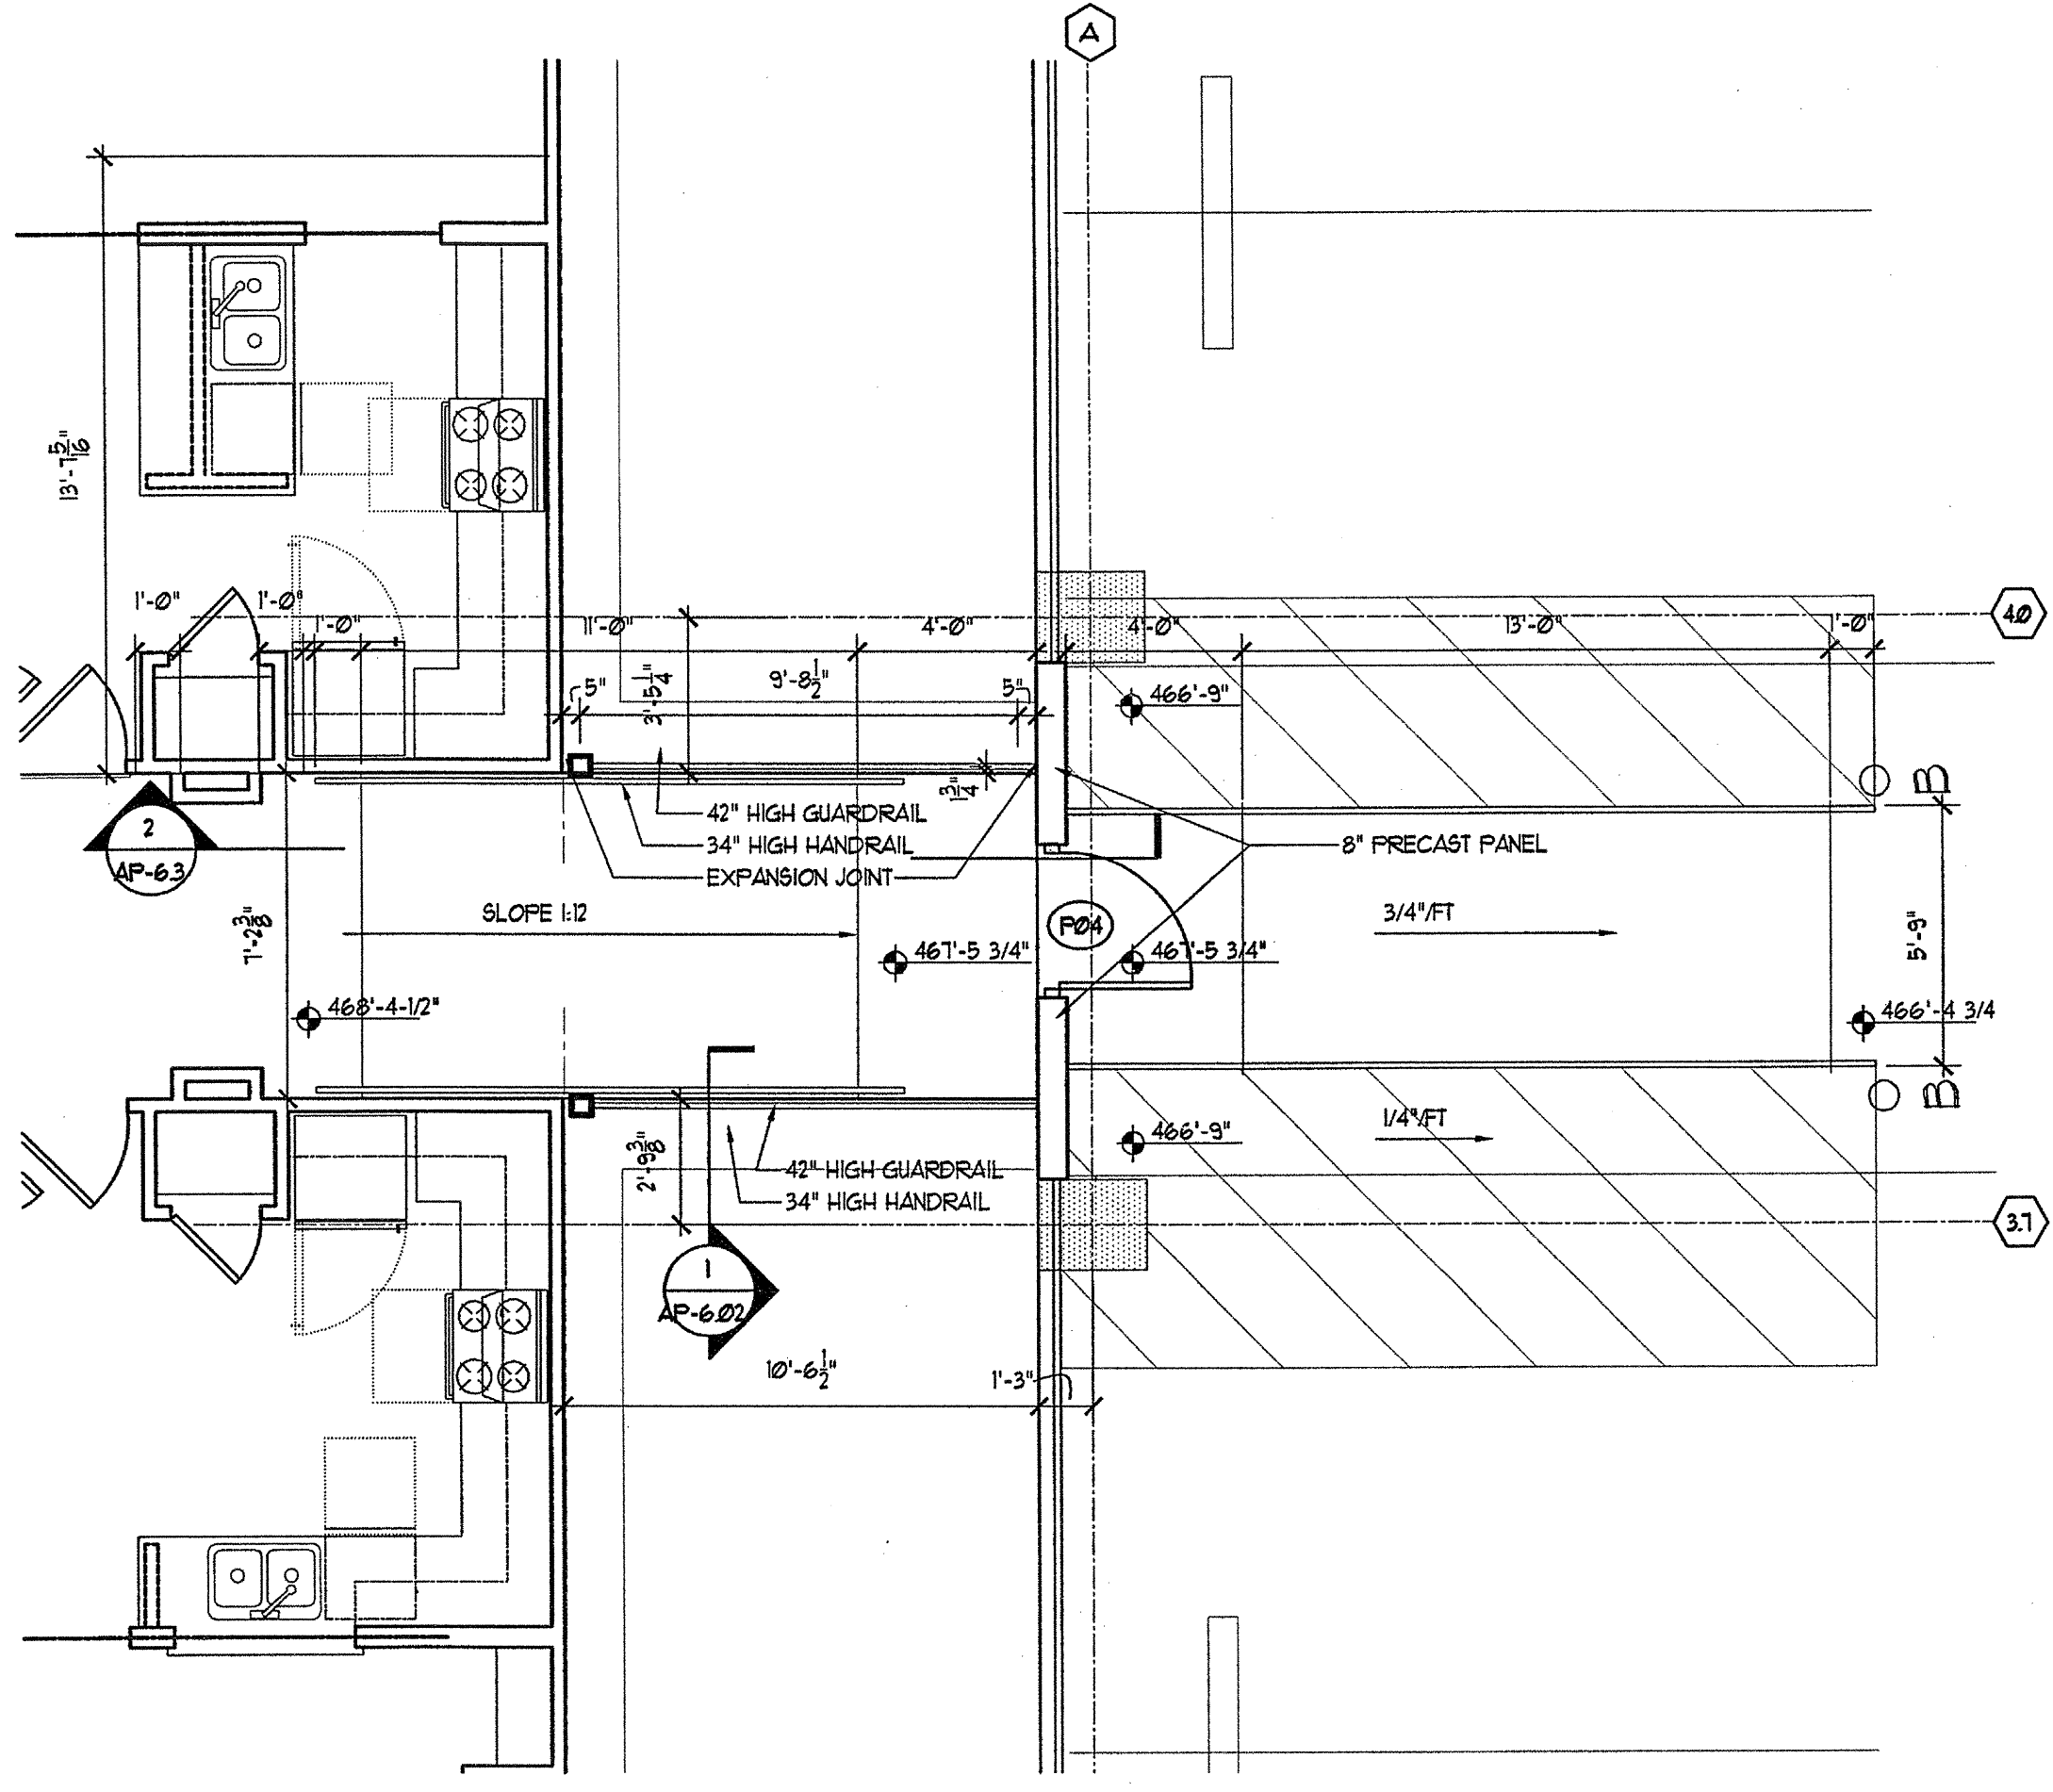 A
13'-7 5/16"
1'-0"
1'-0"
1'-0"
11'-0"
4'-0"
4'-0"
13'-0"
1'-0"
4.0
5"
3'-5 1/4"
9'-8 1/2"
5"
466'-9"
1 3/4"
B
42" HIGH GUARDRAIL
34" HIGH HANDRAIL
EXPANSION JOINT
8" PRECAST PANEL
2
AP-6.3
7'-2 3/8"
SLOPE 1:12
P04
3/4"/FT
5'-9"
467'-5 3/4"
467'-5 3/4"
468'-4-1/2"
466'-4 3/4
B
1/4"/FT
466'-9"
2'-9 3/8"
42" HIGH GUARDRAIL
34" HIGH HANDRAIL
3.7
1
AP-6.02
10'-6 1/2"
1'-3"